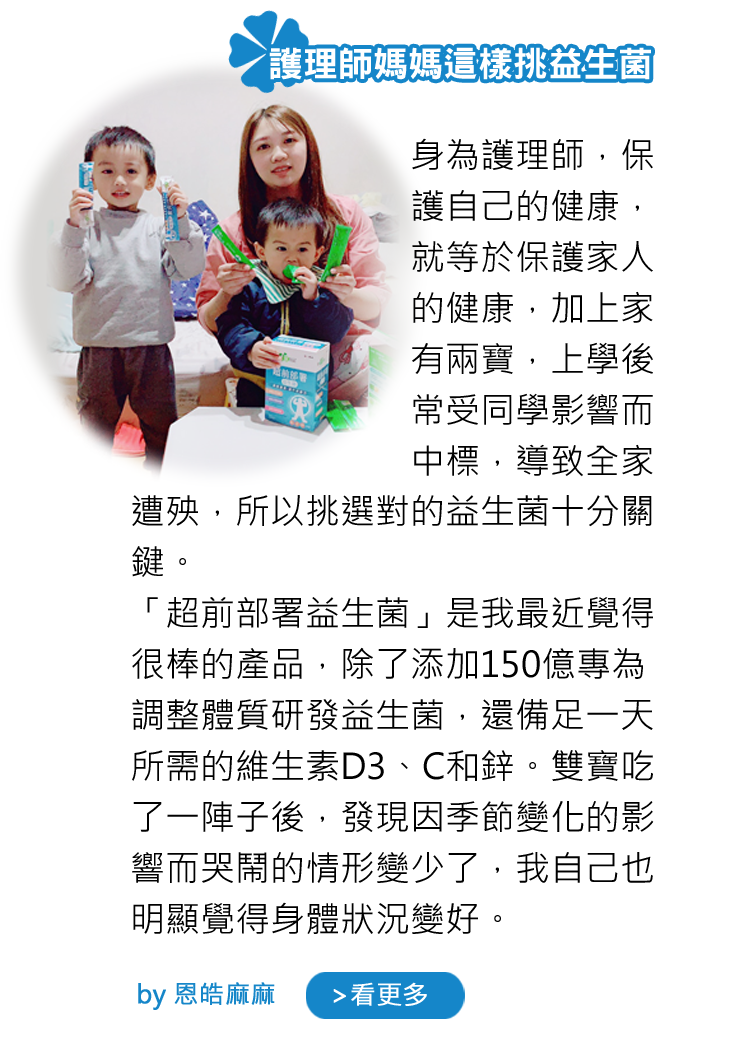 護理師媽媽這樣挑益生菌
身為護理師，保
護自己的健康，
就等於保護家人
的健康，加上家
有兩寶，上學後
常受同學影響而
中標，導致全家
遭殃，所以挑選對的益生菌十分關
鍵。
「超前部署益生菌」是我最近覺得
很棒的產品，除了添加150億專為
調整體質研發益生菌，還備足一天
所需的維生素D3、C和鋅。雙寶吃
了一陣子後，發現因季節變化的影
響而哭鬧的情形變少了，我自己也
明顯覺得身體狀況變好。
超前部署
by 恩皓麻麻
>看更多